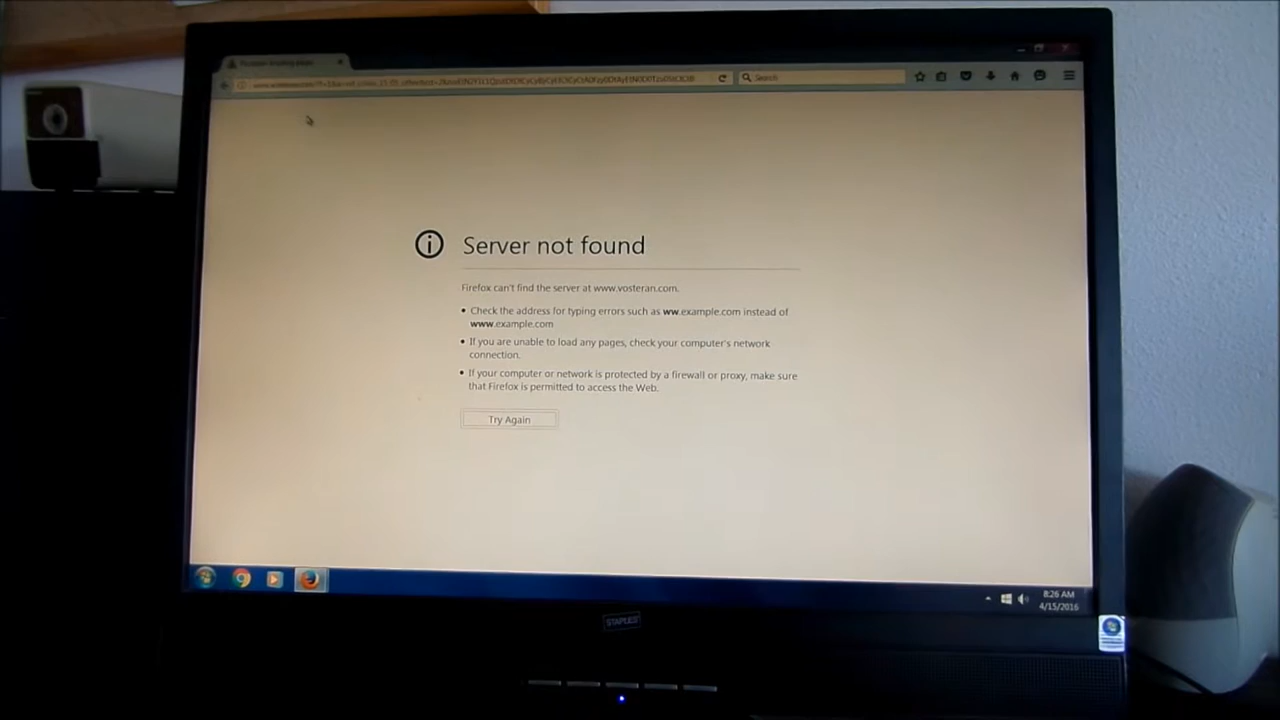 Search
Server not found
Firefox can't find the server at www.vosteran.com.
• Check the address for typing errors such as ww.example.com instead of
www.example.com
• If you are unable to load any pages, check your computer's network
connection.
• If your computer or network is protected by a firewall or proxy, make sure
that Firefox is permitted to access the Web.
Try Again
8:26 AM
4/15/2016
STAPLES